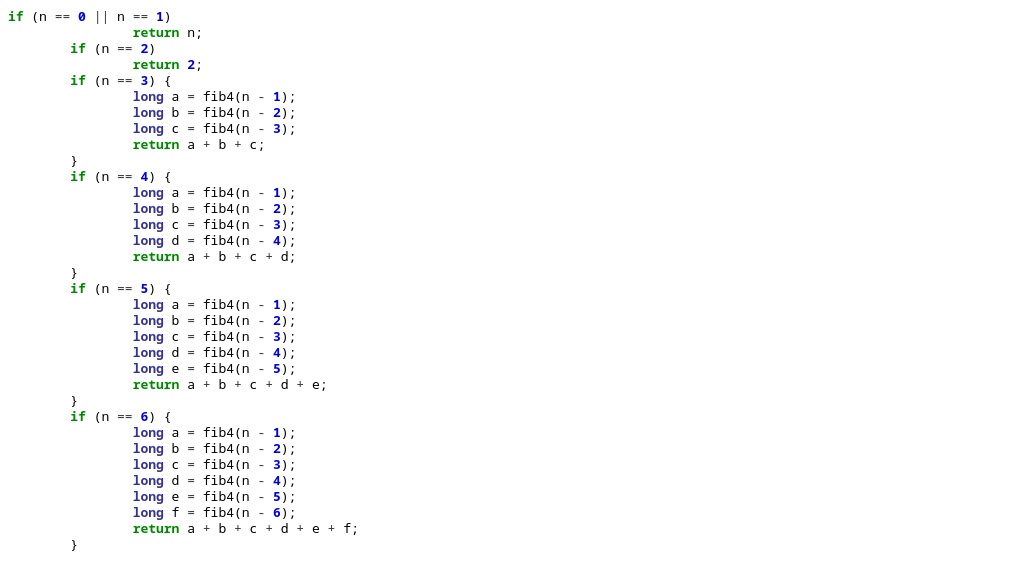 if (n == 0 || n == 1)
                return n;
        if (n == 2)
                return 2;
        if (n == 3) {
                long a = fib4(n - 1);
                long b = fib4(n - 2);
                long c = fib4(n - 3);
                return a + b + c;
        }
        if (n == 4) {
                long a = fib4(n - 1);
                long b = fib4(n - 2);
                long c = fib4(n - 3);
                long d = fib4(n - 4);
                return a + b + c + d;
        }
        if (n == 5) {
                long a = fib4(n - 1);
                long b = fib4(n - 2);
                long c = fib4(n - 3);
                long d = fib4(n - 4);
                long e = fib4(n - 5);
                return a + b + c + d + e;
        }
        if (n == 6) {
                long a = fib4(n - 1);
                long b = fib4(n - 2);
                long c = fib4(n - 3);
                long d = fib4(n - 4);
                long e = fib4(n - 5);
                long f = fib4(n - 6);
                return a + b + c + d + e + f;
        }